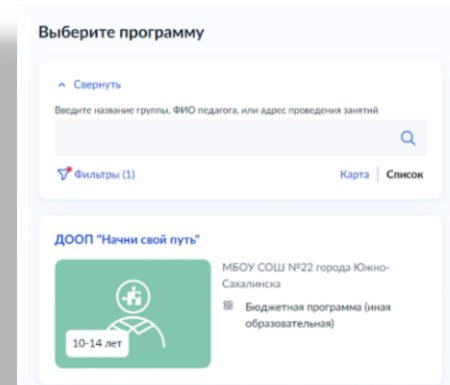 Выберите программу
Свернуть
Введите название группы, ФИО педагога, или адрес проведения занятий
Фильтры (1)
Карта
Список
ДООП "Начни свой путь"
МБОУ СОШ №22 города Южно-
Сахалинска
Бюджетная программа (иная
образовательная)
10-14 лет